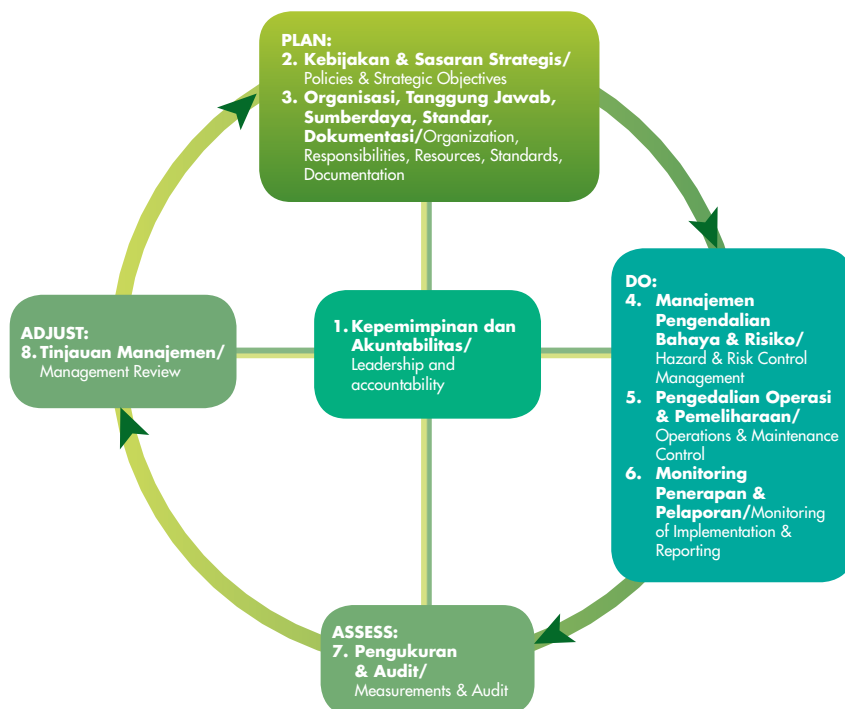 PLAN:
2. Kebijakan & Sasaran Strategis/
Policies & Strategic Objectives
3. Organisasi, Tanggung Jawab,
Sumberdaya, Standar,
Dokumentasi/Organization,
Responsibilities, Resources, Standards,
Documentation
DO:
4. Manajemen
Pengendalian
Bahaya & Risiko/
Hazard & Risk Control
Management
5. Pengedalian Operasi
& Pemeliharaan/
Operations & Maintenance
Control
6. Monitoring
Penerapan &
Pelaporan/Monitoring
of Implementation &
Reporting
ADJUST:
8. Tinjauan Manajemen/
Management Review
1. Kepemimpinan dan
Akuntabilitas/
Leadership and
accountability
ASSESS:
7. Pengukuran
& Audit/
Measurements & Audit